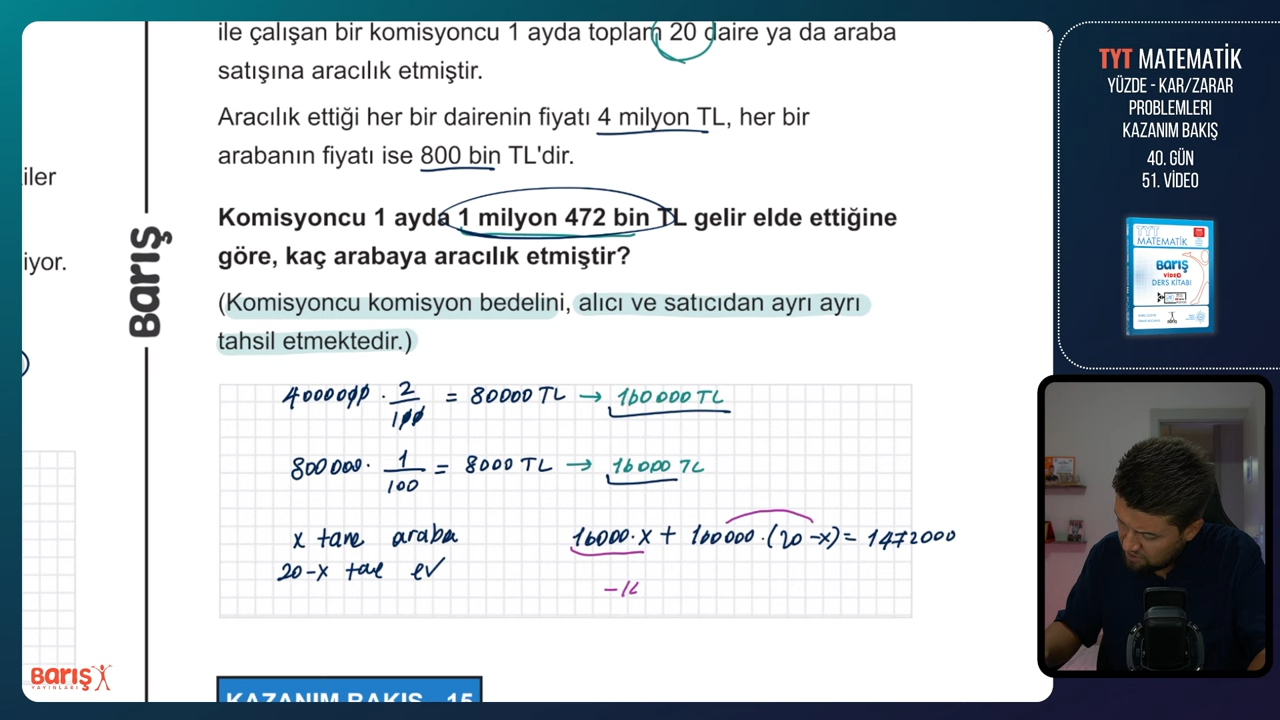 ile çalışan bir komisyoncu 1 ayda toplam 20 daire ya da araba
satışına aracılık etmiştir.
Aracılık ettiği her bir dairenin fiyatı 4 milyon TL, her bir
arabanın fiyatı ise 800 bin TL'dir.
Komisyoncu 1 ayda 1 milyon 472 bin TL gelir elde ettiğine
göre, kaç arabaya aracılık etmiştir?
(Komisyoncu komisyon bedelini, alıcı ve satıcıdan ayrı ayrı
tahsil etmektedir.)
4000000 · 2/100 = 80000 TL → 160000 TL
800000 · 1/100 = 8000 TL → 16000 TL
x tane araba
20-x tane ev
16000·x + 160000·(20-x) = 1472000
-16
KAZANIM BAKIŞ 15
iler
iyor.
Barış
BARIŞ
YAYINLARI
TYT MATEMATİK
YÜZDE - KAR/ZARAR
PROBLEMLERI
KAZANIM BAKIŞ
40. GÜN
51. VİDEO
TYT
MATEMATİK
Barış
VİDEO
DERS KİTABI